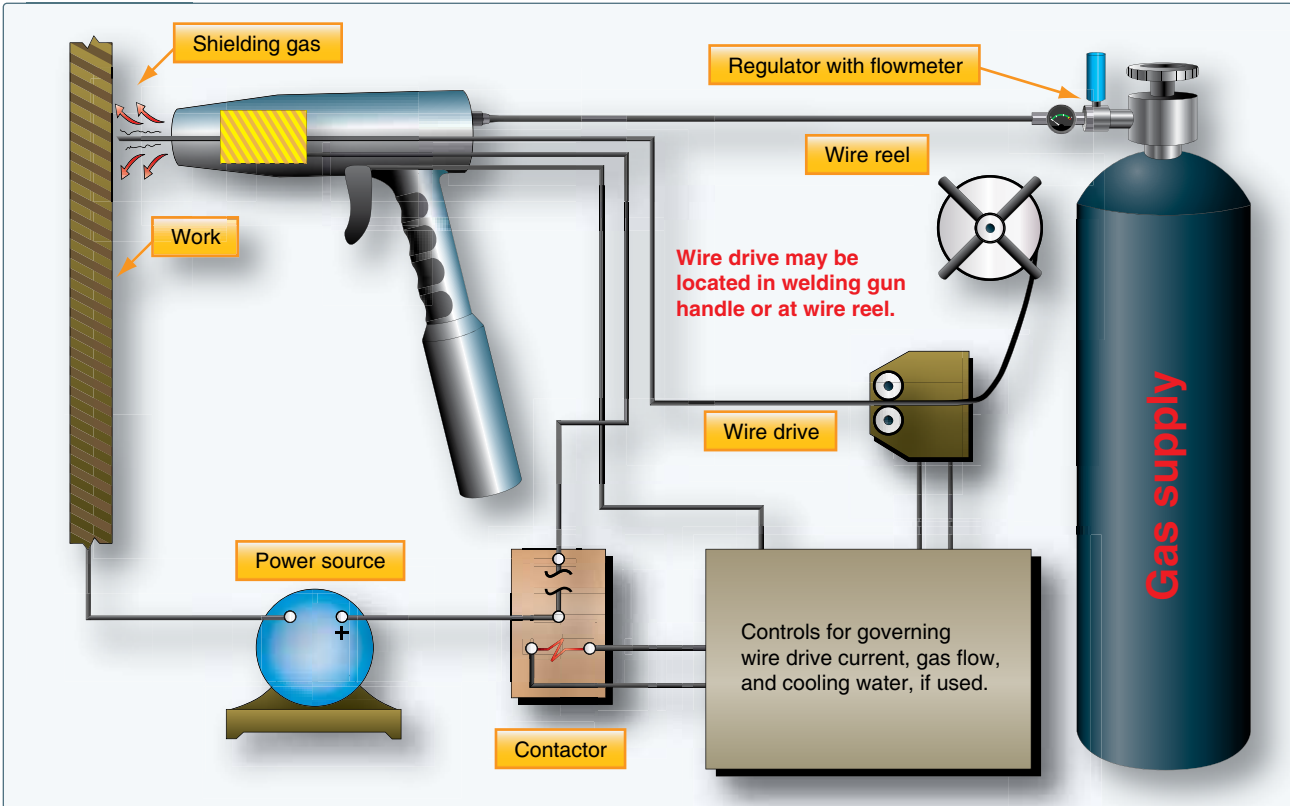 Shielding gas
Regulator with flowmeter
Wire reel
Work
Wire drive may be
located in welding gun
handle or at wire reel.
Wire drive
Gas supply
Power source
+
Controls for governing
wire drive current, gas flow,
and cooling water, if used.
Contactor